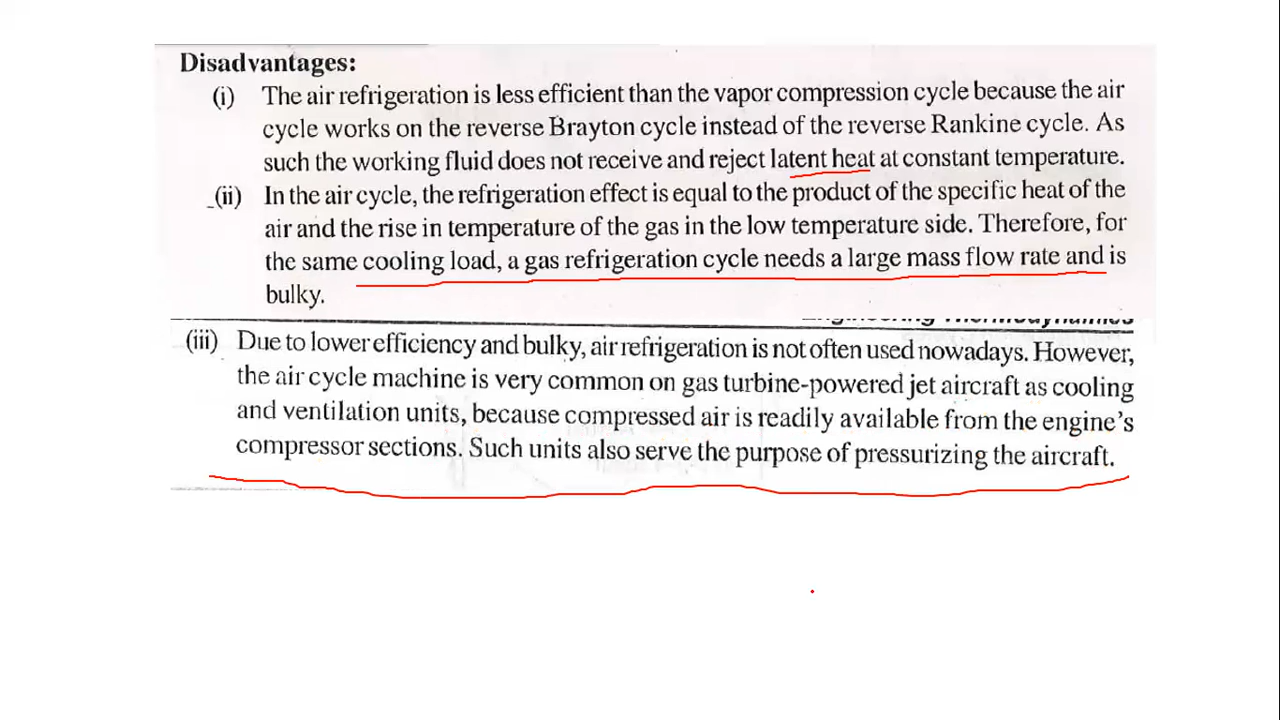 Disadvantages:
(i) The air refrigeration is less efficient than the vapor compression cycle because the air
cycle works on the reverse Brayton cycle instead of the reverse Rankine cycle. As
such the working fluid does not receive and reject latent heat at constant temperature.
(ii) In the air cycle, the refrigeration effect is equal to the product of the specific heat of the
air and the rise in temperature of the gas in the low temperature side. Therefore, for
the same cooling load, a gas refrigeration cycle needs a large mass flow rate and is
bulky.
(iii) Due to lower efficiency and bulky, air refrigeration is not often used nowadays. However,
the air cycle machine is very common on gas turbine-powered jet aircraft as cooling
and ventilation units, because compressed air is readily available from the engine's
compressor sections. Such units also serve the purpose of pressurizing the aircraft.